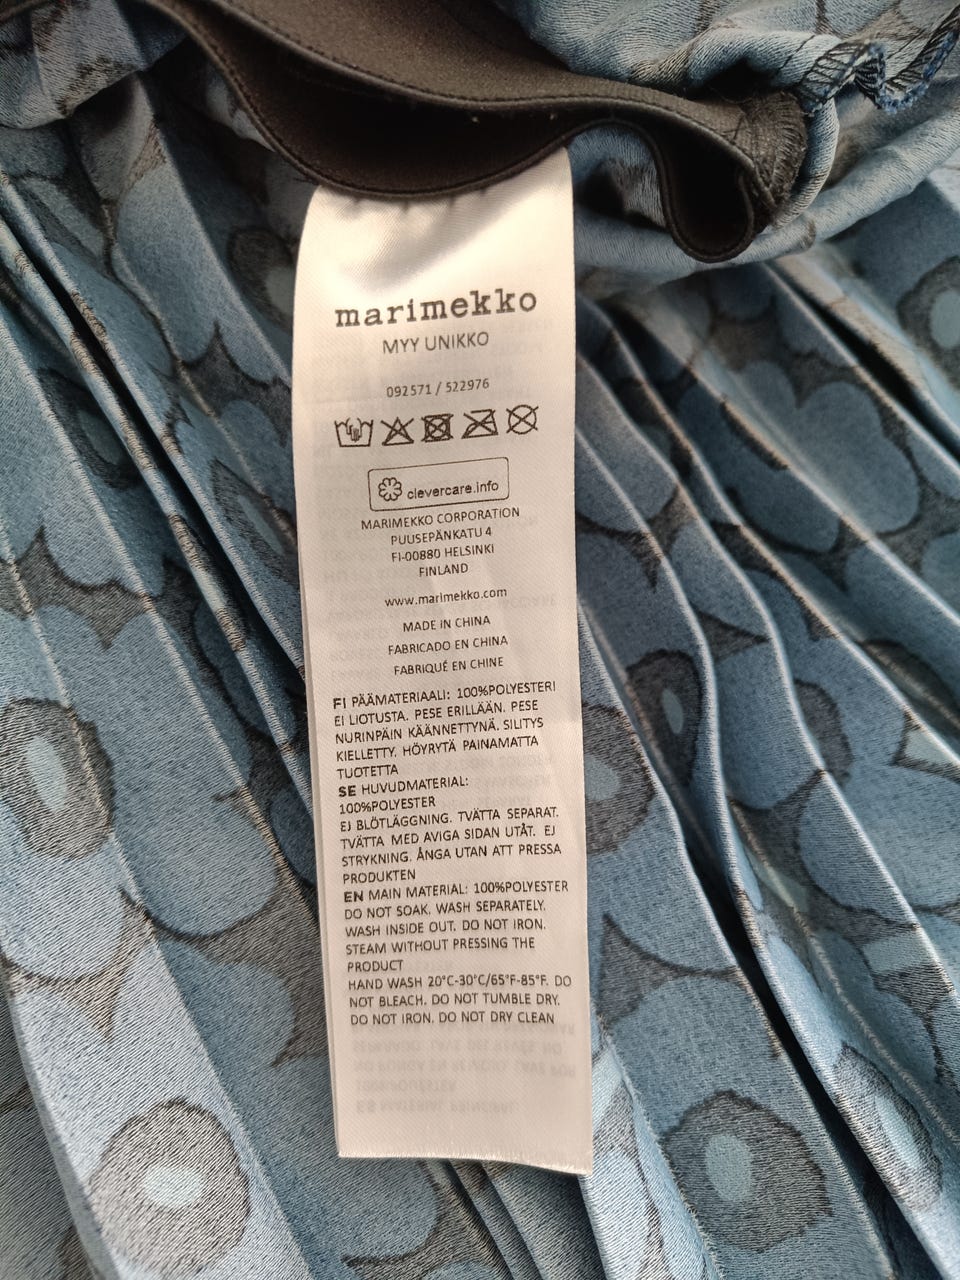 marimekko
MYY UNIKKO
092571 / 522976
clevercare.info
MARIMEKKO CORPORATION
PUUSEPÄNKATU 4
FI-00880 HELSINKI
FINLAND
www.marimekko.com
MADE IN CHINA
FABRICADO EN CHINA
FABRIQUÉ EN CHINE
FI PÄÄMATERIAALI: 100%POLYESTERI
EI LIOTUSTA. PESE ERILLÄÄN. PESE
NURINPÄIN KÄÄNNETTYNÄ. SILITYS
KIELLETTY. HÖYRYTÄ PAINAMATTA
TUOTETTA
SE HUVUDMATERIAL:
100%POLYESTER
EJ BLÖTLÄGGNING. TVÄTTA SEPARAT.
TVÄTTA MED AVIGA SIDAN UTÅT. EJ
STRYKNING. ÅNGA UTAN ATT PRESSA
PRODUKTEN
EN MAIN MATERIAL: 100%POLYESTER
DO NOT SOAK. WASH SEPARATELY.
WASH INSIDE OUT. DO NOT IRON.
STEAM WITHOUT PRESSING THE
PRODUCT
HAND WASH 20°C-30°C/65°F-85°F. DO
NOT BLEACH. DO NOT TUMBLE DRY.
DO NOT IRON. DO NOT DRY CLEAN